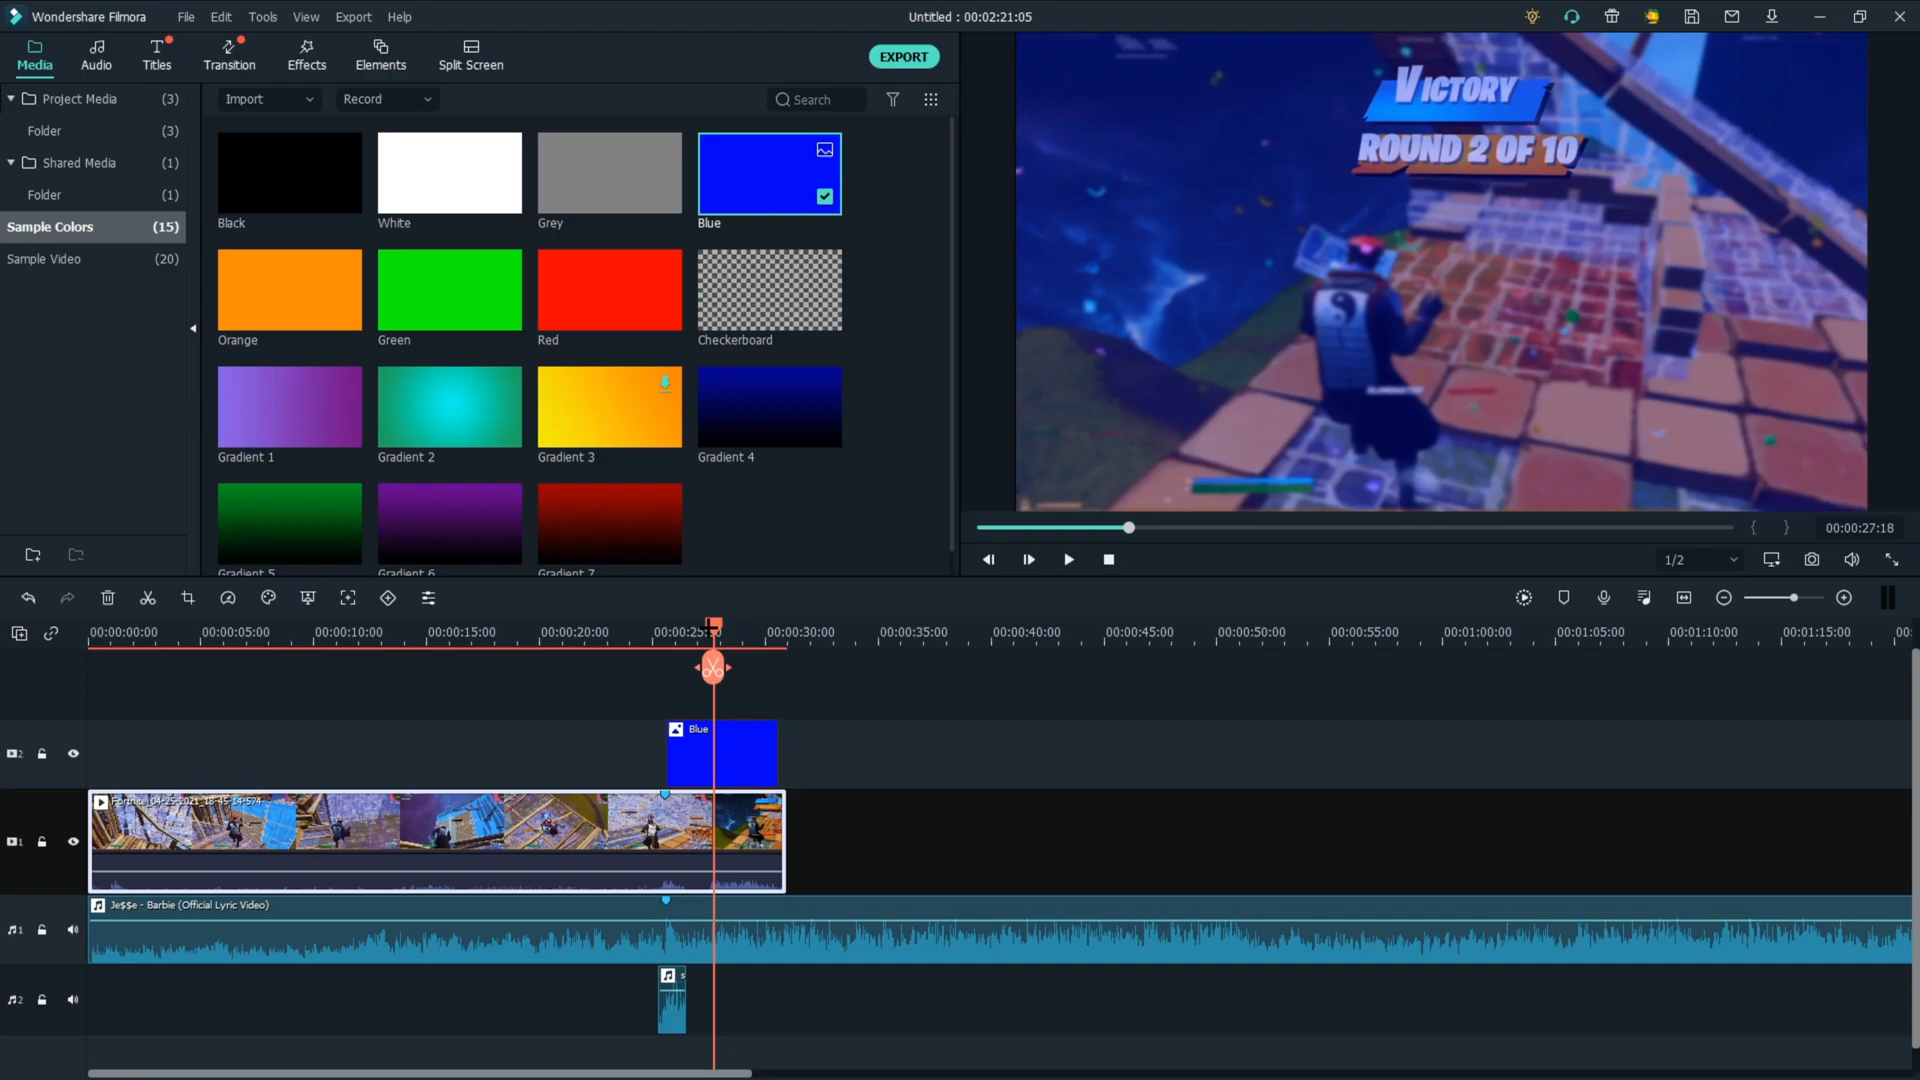 Wondershare Filmora
File Edit Tools View Export Help
Untitled : 00:02:21:05
Media Audio Titles Transition Effects Elements Split Screen
EXPORT
Project Media (3)
Folder (3)
Shared Media (1)
Folder (1)
Sample Colors (15)
Sample Video (20)
Import Record Search
Black White Grey Blue
Orange Green Red Checkerboard
Gradient 1 Gradient 2 Gradient 3 Gradient 4
Gradient 5 Gradient 6 Gradient 7
VICTORY
ROUND 2 OF 10
00:00:27:18
1/2
00:00:00:00 00:00:05:00 00:00:10:00 00:00:15:00 00:00:20:00 00:00:30:00 00:00:35:00 00:00:40:00 00:00:45:00 00:00:50:00 00:00:55:00 00:01:00:00 00:01:05:00 00:01:10:00 00:01:15:00
2
Blue
Fortnite_04-25-2021_18-45-14-574
1
Je$$e - Barbie (Official Lyric Video)
1
2
s